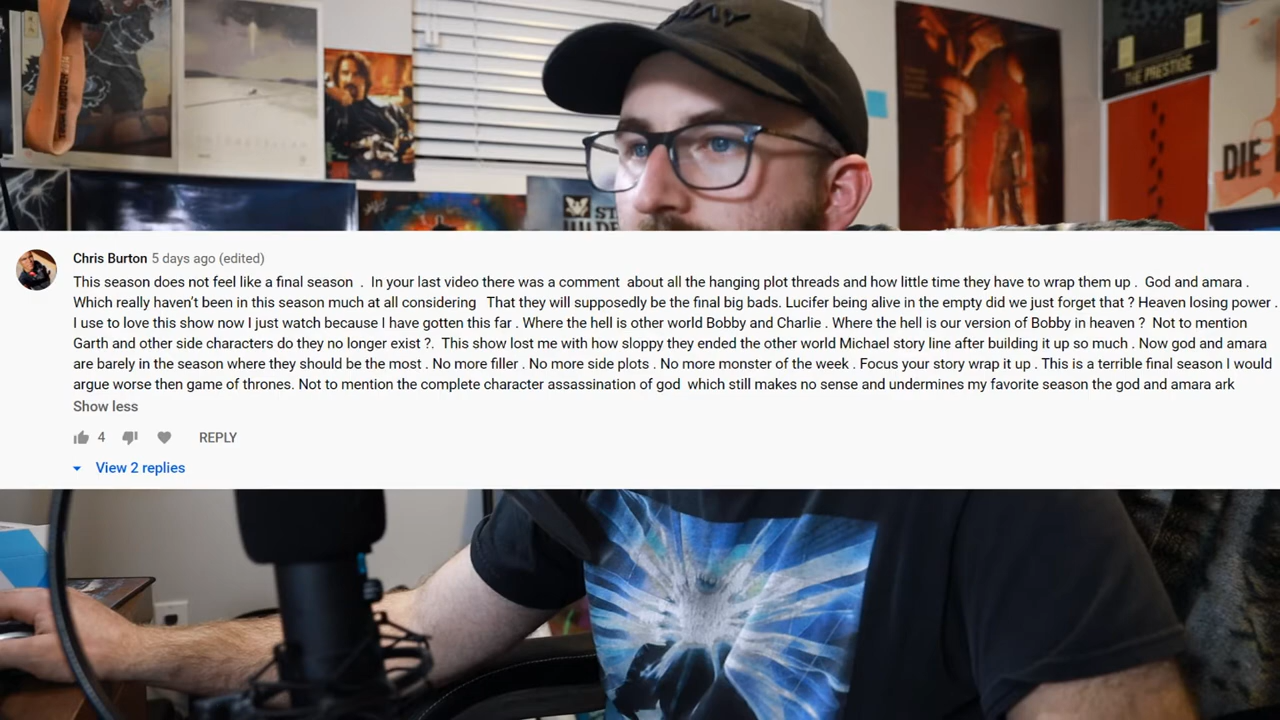 THE PRESTIGE
DIE
ST
Chris Burton 5 days ago (edited)
This season does not feel like a final season . In your last video there was a comment about all the hanging plot threads and how little time they have to wrap them up . God and amara .
Which really haven't been in this season much at all considering That they will supposedly be the final big bads. Lucifer being alive in the empty did we just forget that ? Heaven losing power .
I use to love this show now I just watch because I have gotten this far . Where the hell is other world Bobby and Charlie . Where the hell is our version of Bobby in heaven ? Not to mention
Garth and other side characters do they no longer exist ?. This show lost me with how sloppy they ended the other world Michael story line after building it up so much . Now god and amara
are barely in the season where they should be the most . No more filler . No more side plots . No more monster of the week . Focus your story wrap it up . This is a terrible final season I would
argue worse then game of thrones. Not to mention the complete character assassination of god which still makes no sense and undermines my favorite season the god and amara ark
Show less
4
REPLY
View 2 replies